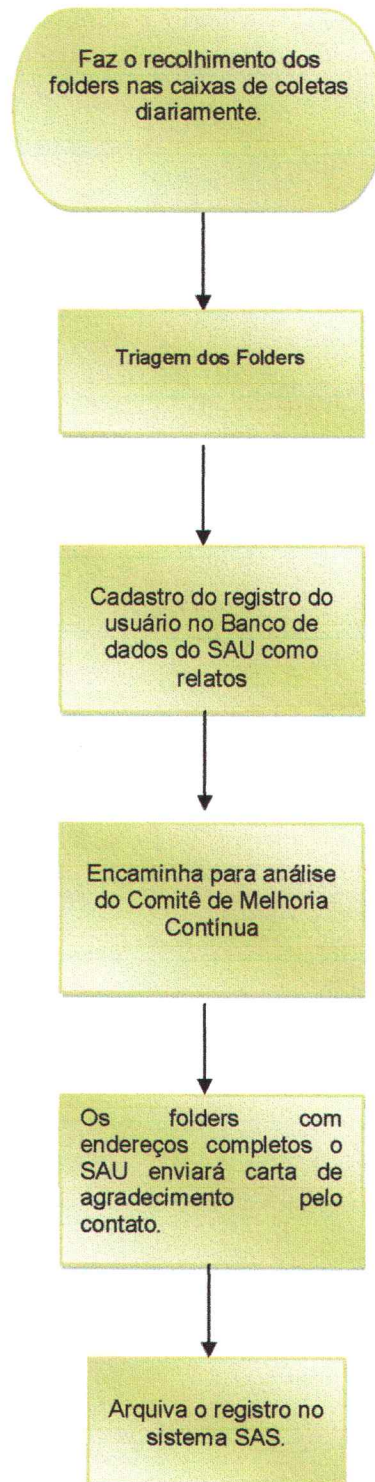 Faz o recolhimento dos
folders nas caixas de coletas
diariamente.
Triagem dos Folders
Cadastro do registro do
usuário no Banco de
dados do SAU como
relatos
Encaminha para análise
do Comitê de Melhoria
Contínua
Os folders com
endereços completos o
SAU enviará carta de
agradecimento pelo
contato.
Arquiva o registro no
sistema SAS.